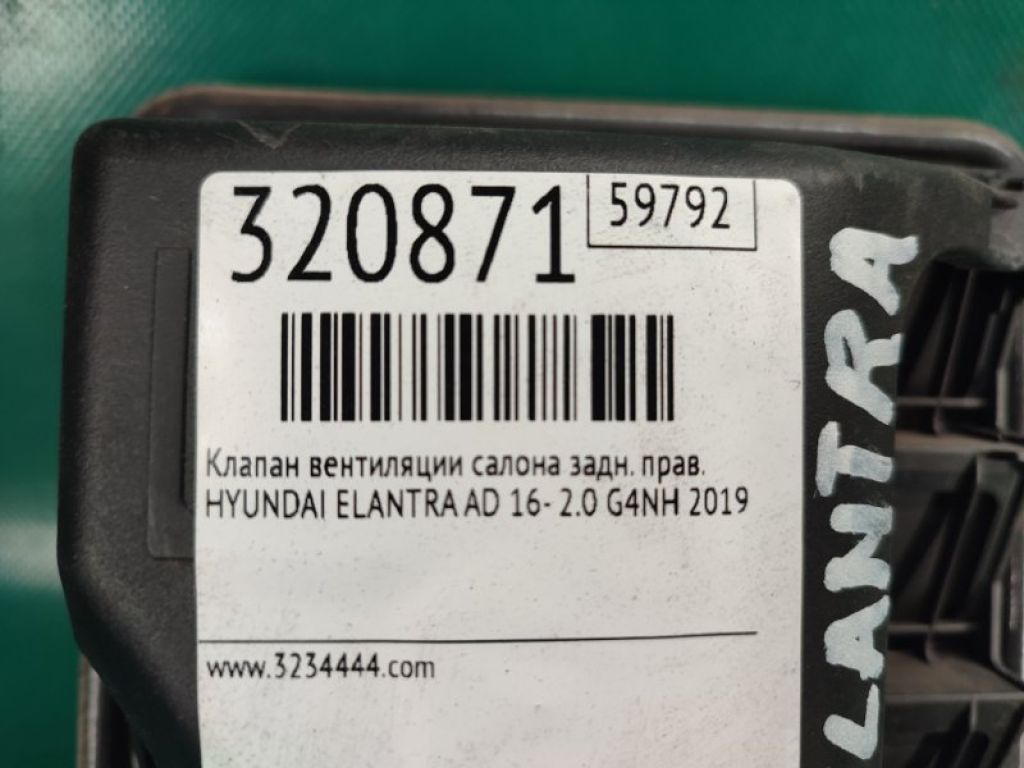 320871
59792
Клапан вентиляции салона задн. прав.
HYUNDAI ELANTRA AD 16- 2.0 G4NH 2019
www.3234444.com
LANTRA